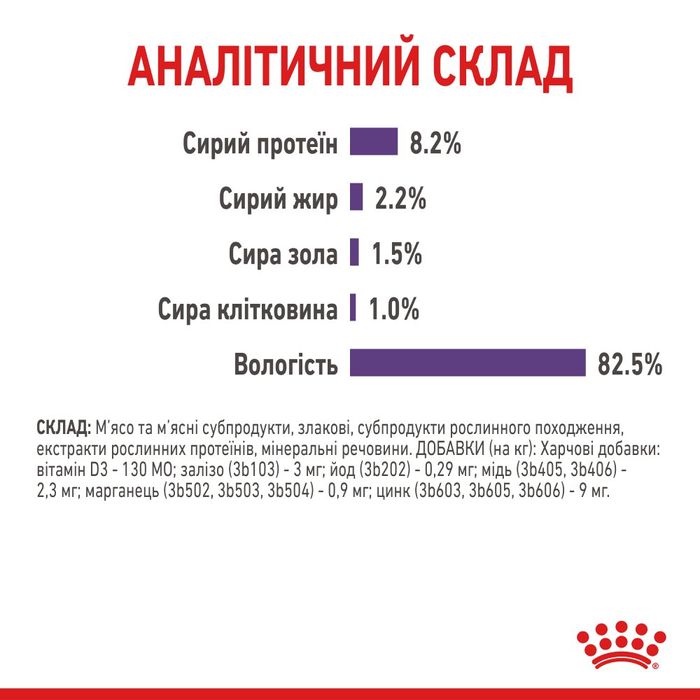 АНАЛІТИЧНИЙ СКЛАД
Сирий протеїн 8.2%
Сирий жир 2.2%
Сира зола 1.5%
Сира клітковина 1.0%
Вологість 82.5%
СКЛАД: М'ясо та м'ясні субпродукти, злакові, субпродукти рослинного походження,
екстракти рослинних протеїнів, мінеральні речовини. ДОБАВКИ (на кг): Харчові добавки:
вітамін D3 - 130 МО; залізо (3b103) - 3 мг; йод (3b202) - 0,29 мг; мідь (3b405, 3b406) -
2,3 мг; марганець (3b502, 3b503, 3b504) - 0,9 мг; цинк (3b603, 3b605, 3b606) - 9 мг.
®